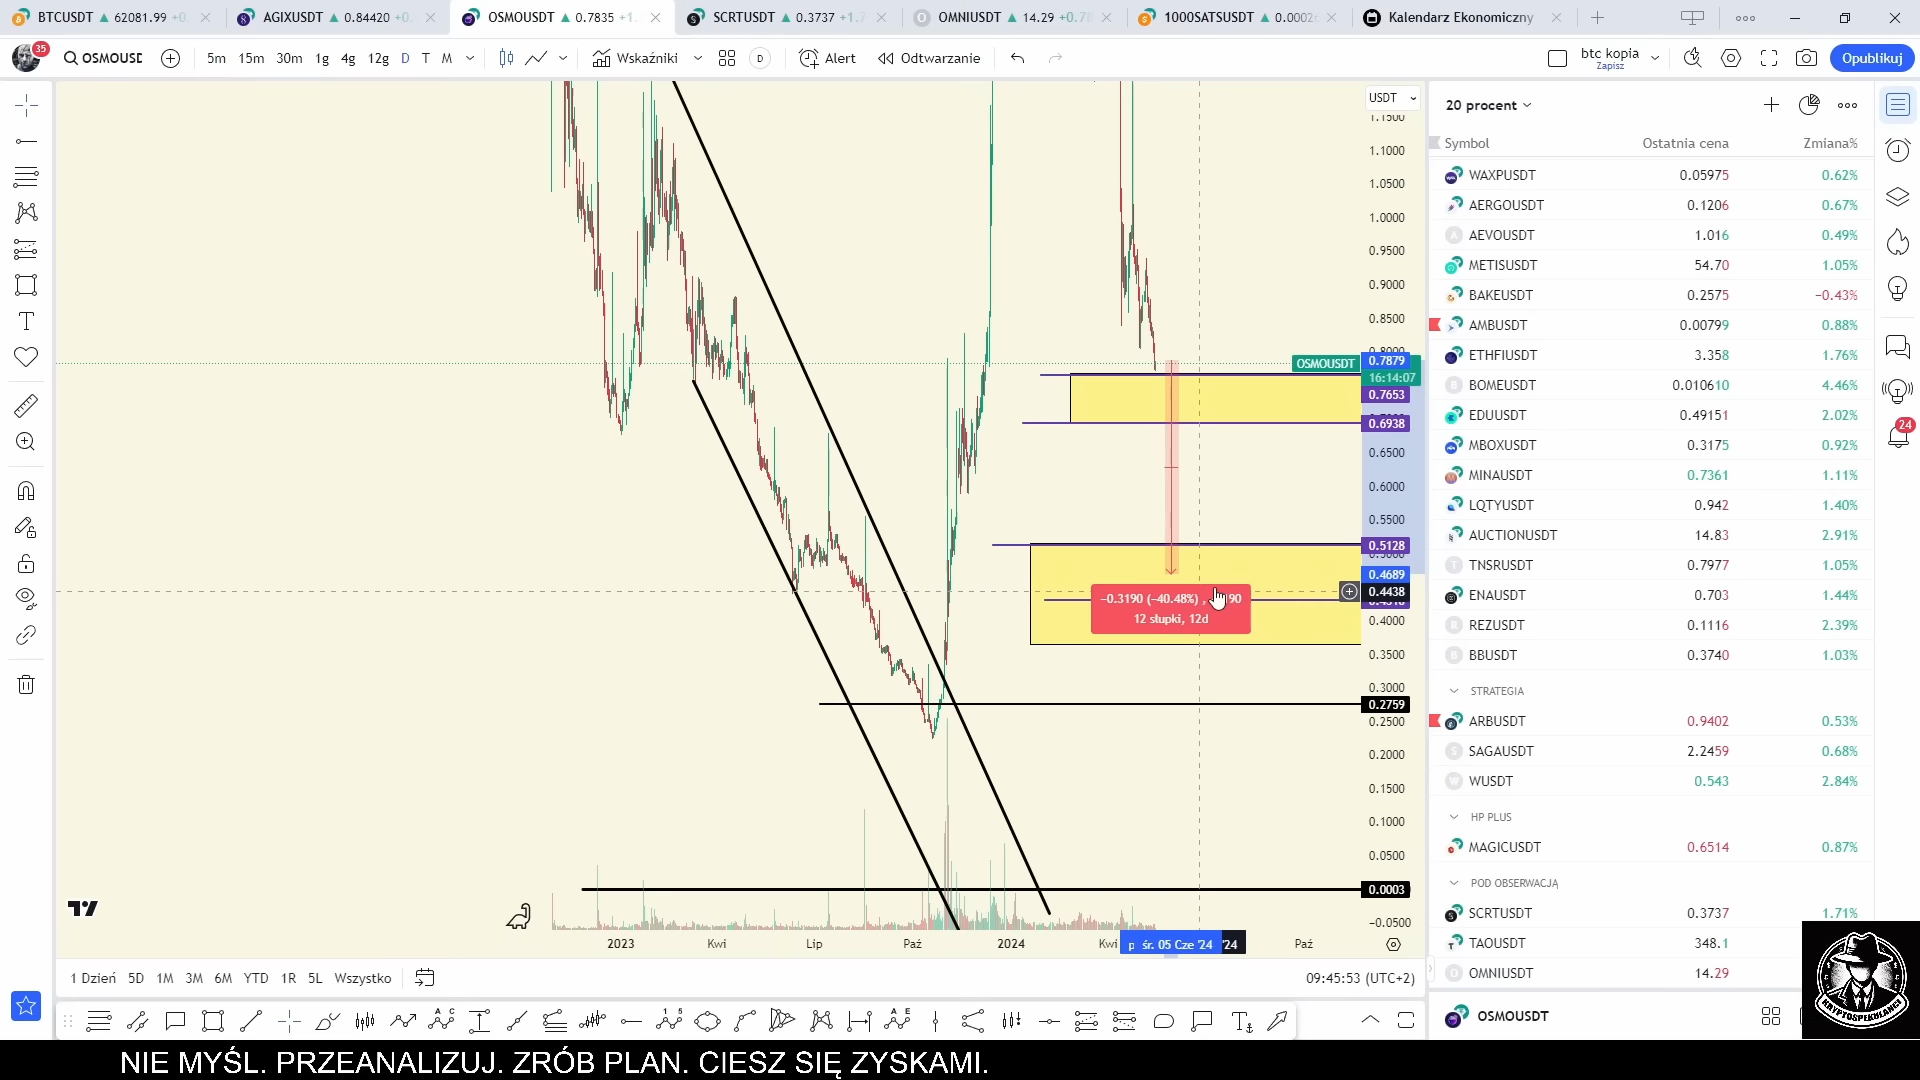 BTCUSDT ▲ 62081.99 AGIXUSDT ▲ 0.84420 OSMOUSDT ▲ 0.7835 SCRTUSDT ▲ 0.3737 OMNIUSDT ▲ 14.29 1000SATSUSDT ▲ Kalendarz Ekonomiczny
35 5m 15m 30m 1g 4g 12g D T M Wskaźniki D Alert Odtwarzanie btc kopia Opublikuj
Zapisz
USDT
1.1000
1.0500
1.0000
0.9500
0.9000
0.8500
OSMOUSDT 0.7879
16:14:07
0.7653
0.6938
0.6500
0.6000
0.5500
0.5128
0.4689
0.4438
0.4000
0.3500
0.3000
0.2759
0.2500
0.2000
0.1500
0.1000
0.0500
0.0003
−0.0500
−0.3190 (−40.48%) ,
12 słupki, 12d
2023 Kwi Lip Paź 2024 Kwi śr. 05 Cze '24 '24 Paź
1 Dzień 5D 1M 3M 6M YTD 1R 5L Wszystko 09:45:53 (UTC+2)
20 procent
Symbol Ostatnia cena Zmiana%
WAXPUSDT 0.05975 0.62%
AERGOUSDT 0.1206 0.67%
AEVOUSDT 1.016 0.49%
METISUSDT 54.70 1.05%
BAKEUSDT 0.2575 −0.43%
AMBUSDT 0.00799 0.88%
ETHFIUSDT 3.358 1.76%
BOMEUSDT 0.010610 4.46%
EDUUSDT 0.49151 2.02%
MBOXUSDT 0.3175 0.92%
MINAUSDT 0.7361 1.11%
LQTYUSDT 0.942 1.40%
AUCTIONUSDT 14.83 2.91%
TNSRUSDT 0.7977 1.05%
ENAUSDT 0.703 1.44%
REZUSDT 0.1116 2.39%
BBUSDT 0.3740 1.03%
STRATEGIA
ARBUSDT 0.9402 0.53%
SAGAUSDT 2.2459 0.68%
WUSDT 0.543 2.84%
HP PLUS
MAGICUSDT 0.6514 0.87%
POD OBSERWACJĄ
SCRTUSDT 0.3737 1.71%
TAOUSDT 348.1
OMNIUSDT 14.29
OSMOUSDT
24
KRYPTOSPEKULANCI
NIE MYŚL. PRZEANALIZUJ. ZRÓB PLAN. CIESZ SIĘ ZYSKAMI.